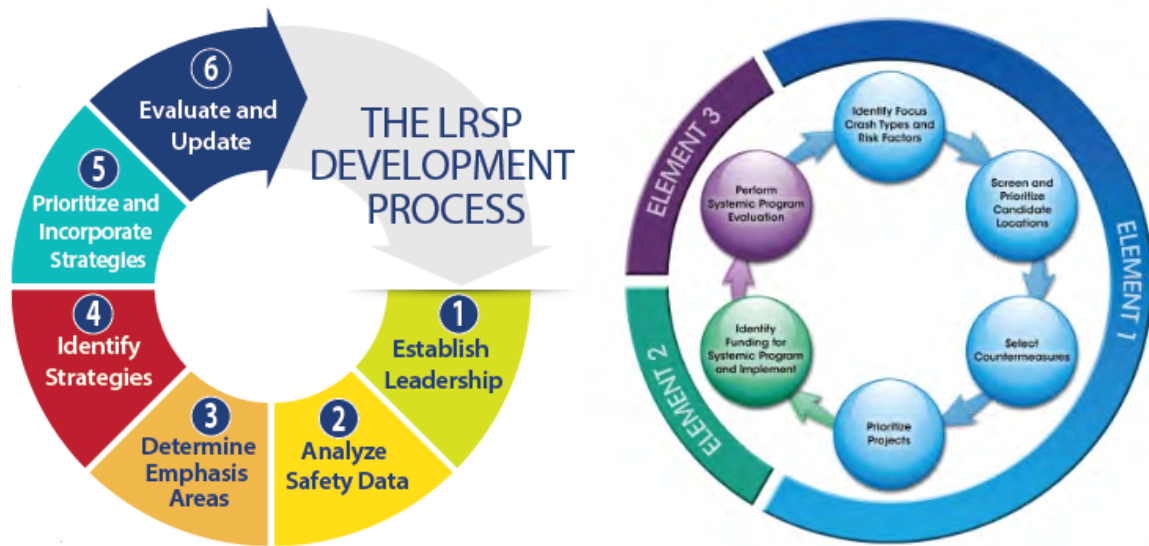 THE LRSP
DEVELOPMENT
PROCESS
1
Establish
Leadership
2
Analyze
Safety Data
3
Determine
Emphasis
Areas
4
Identify
Strategies
5
Prioritize and
Incorporate
Strategies
6
Evaluate and
Update
ELEMENT 1
Identify Focus
Crash Types and
Risk Factors
Screen and
Prioritize
Candidate
Locations
Select
Countermeasures
Prioritize
Projects
ELEMENT 2
Identify
Funding for
Systemic Program
and Implement
ELEMENT 3
Perform
Systemic Program
Evaluation